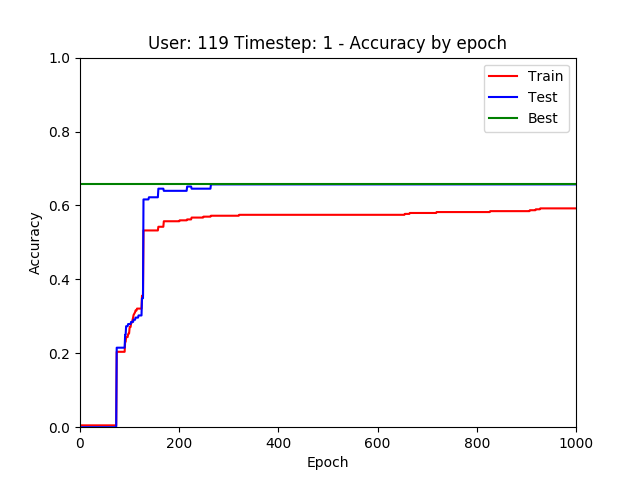 User: 119 Timestep: 1 - Accuracy by epoch
1.0
0.8
0.6
0.4
0.2
0.0
Accuracy
Train
Test
Best
0 200 400 600 800 1000
Epoch